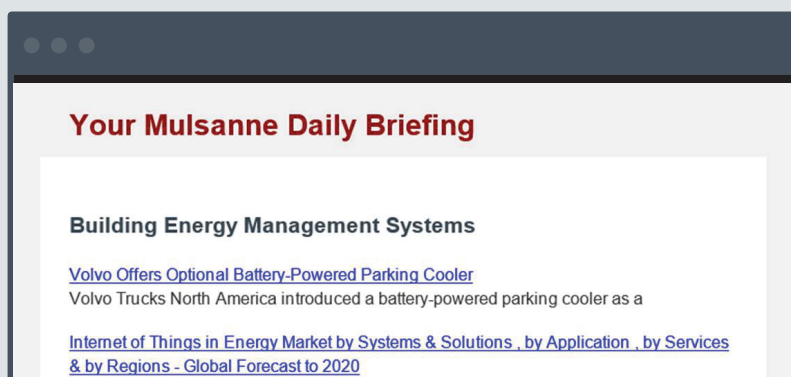 Your Mulsanne Daily Briefing
Building Energy Management Systems
Volvo Offers Optional Battery-Powered Parking Cooler
Volvo Trucks North America introduced a battery-powered parking cooler as a
Internet of Things in Energy Market by Systems & Solutions , by Application , by Services
& by Regions - Global Forecast to 2020